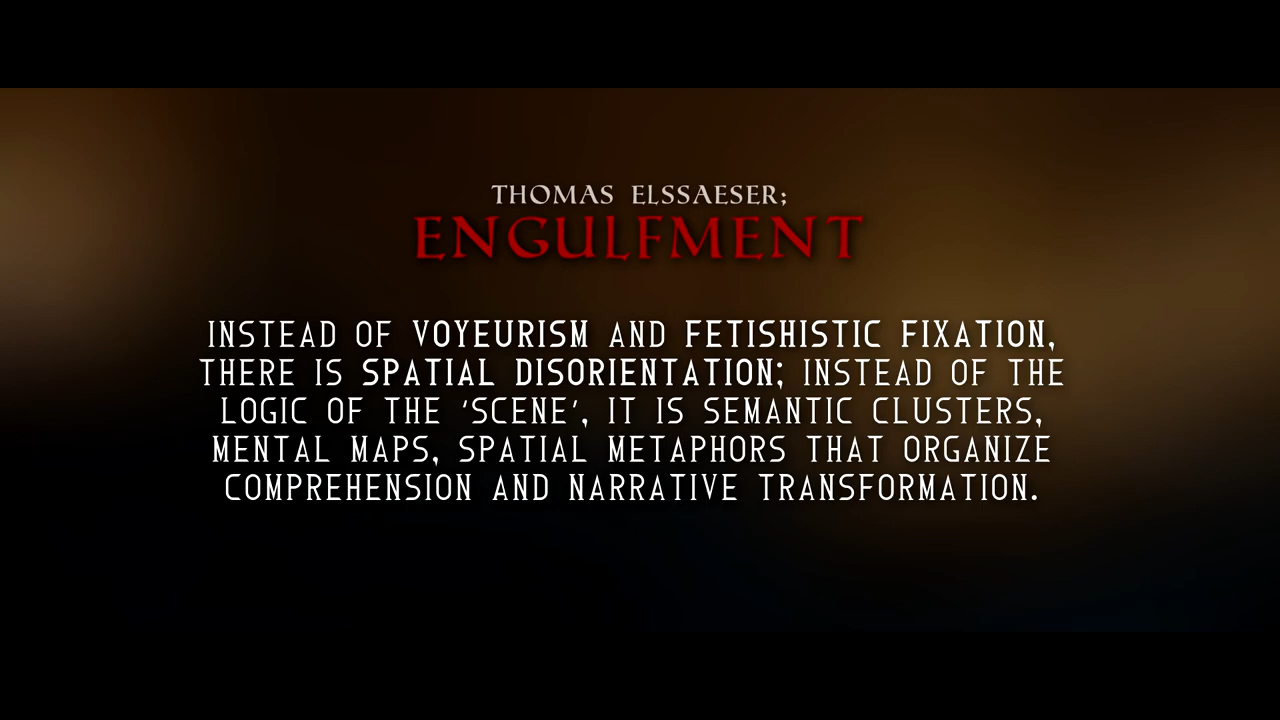 THOMAS ELSSAESER;
ENGULFMENT
INSTEAD OF VOYEURISM AND FETISHISTIC FIXATION,
THERE IS SPATIAL DISORIENTATION; INSTEAD OF THE
LOGIC OF THE 'SCENE', IT IS SEMANTIC CLUSTERS,
MENTAL MAPS, SPATIAL METAPHORS THAT ORGANIZE
COMPREHENSION AND NARRATIVE TRANSFORMATION.